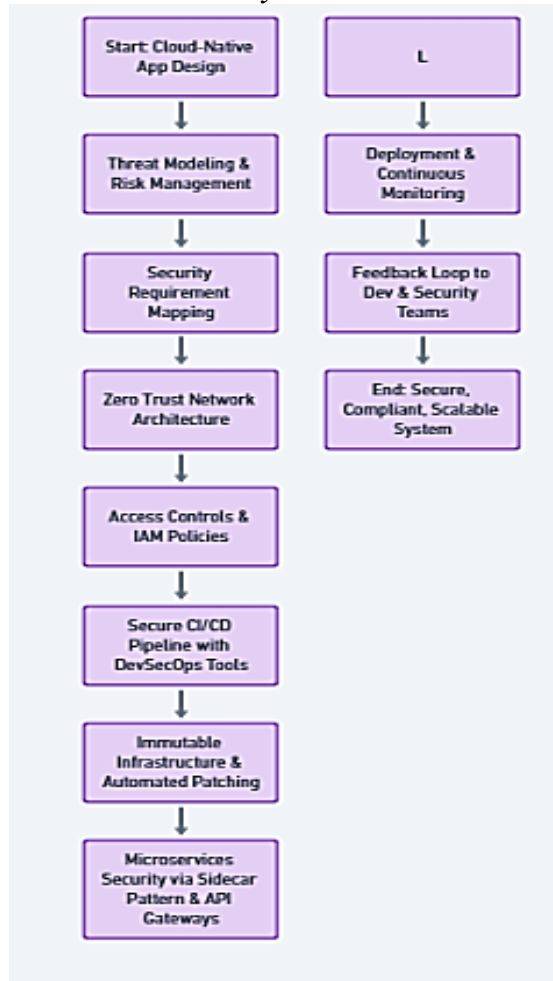 Start: Cloud-Native
App Design
Threat Modeling &
Risk Management
Security
Requirement
Mapping
Zero Trust Network
Architecture
Access Controls &
IAM Policies
Secure CI/CD
Pipeline with
DevSecOps Tools
Immutable
Infrastructure &
Automated Patching
Microservices
Security via Sidecar
Pattern & API
Gateways
L
Deployment &
Continuous
Monitoring
Feedback Loop to
Dev & Security
Teams
End: Secure,
Compliant, Scalable
System